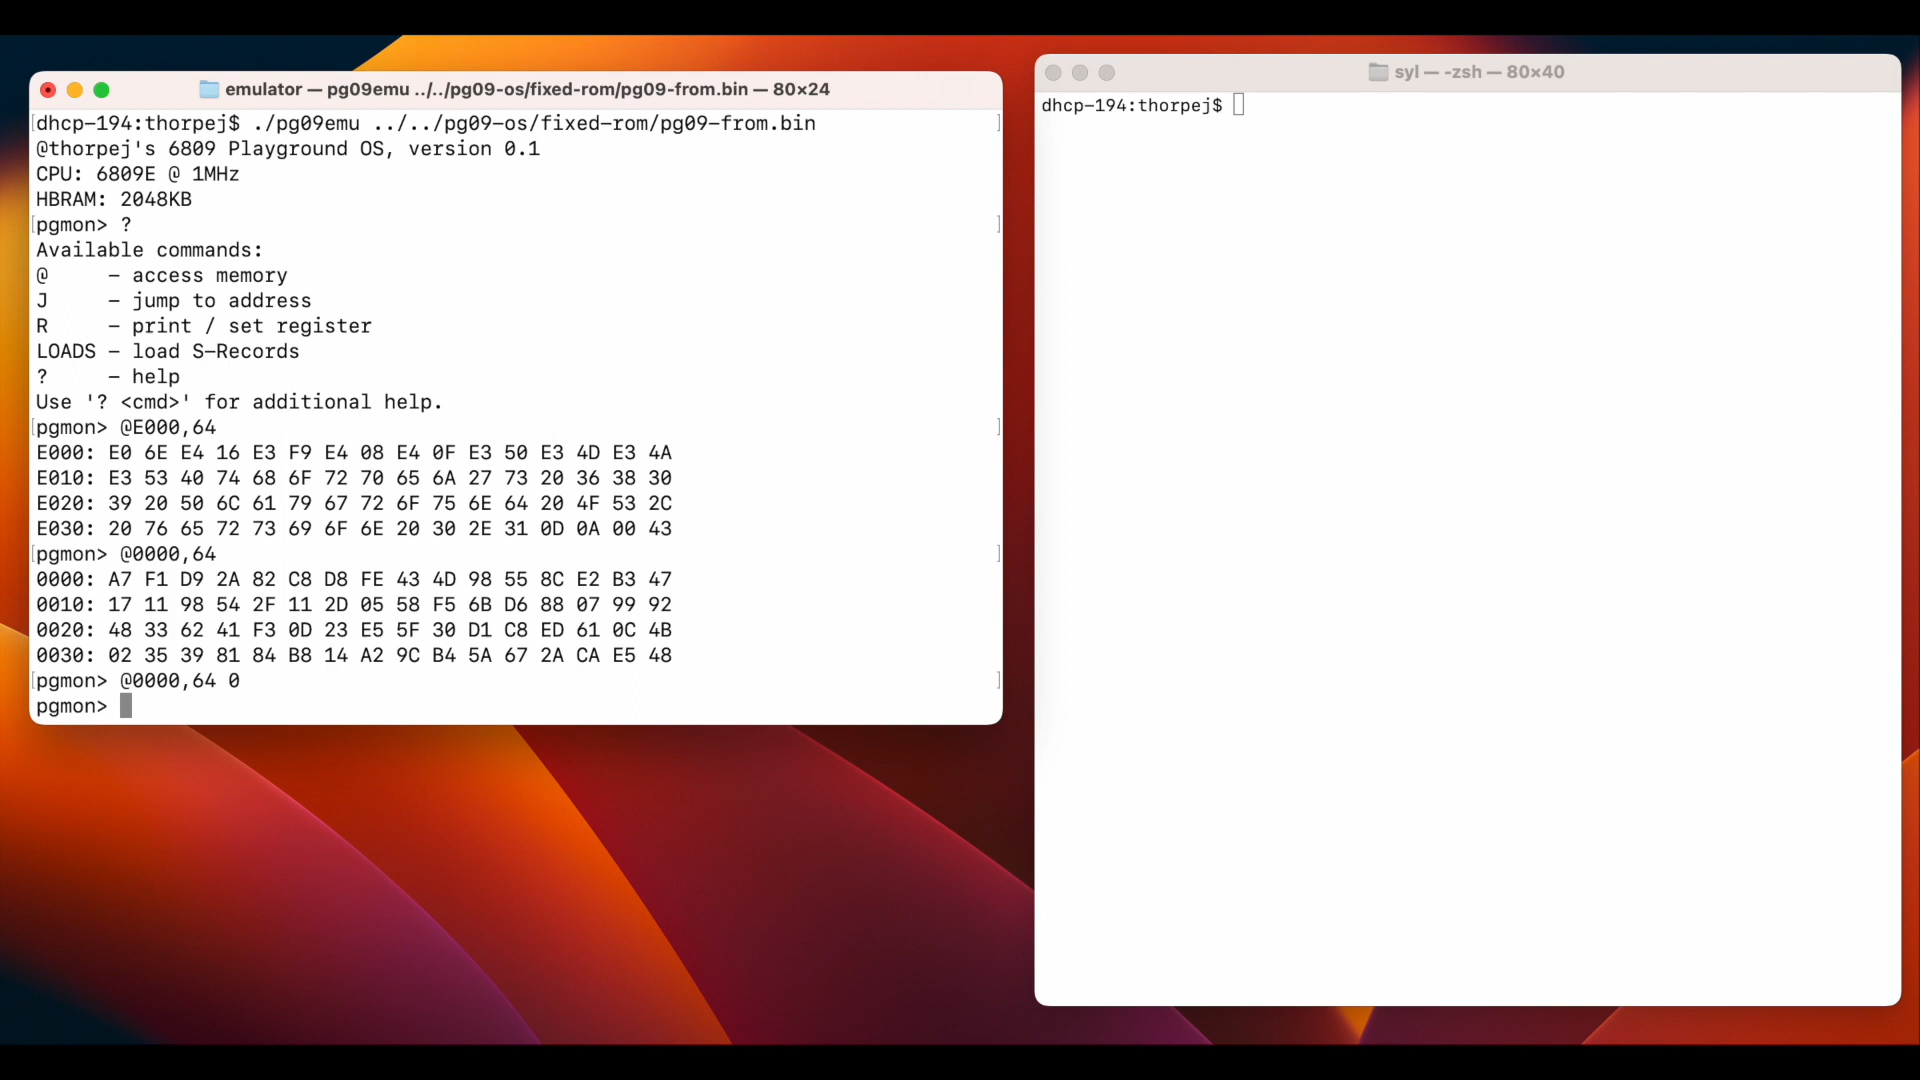 emulator — pg09emu ../../pg09-os/fixed-rom/pg09-from.bin — 80×24
dhcp-194:thorpej$ ./pg09emu ../../pg09-os/fixed-rom/pg09-from.bin
@thorpej's 6809 Playground OS, version 0.1
CPU: 6809E @ 1MHz
HBRAM: 2048KB
pgmon> ?
Available commands:
@     - access memory
J     - jump to address
R     - print / set register
LOADS - load S-Records
?     - help
Use '? <cmd>' for additional help.
pgmon> @E000,64
E000: E0 6E E4 16 E3 F9 E4 08 E4 0F E3 50 E3 4D E3 4A
E010: E3 53 40 74 68 6F 72 70 65 6A 27 73 20 36 38 30
E020: 39 20 50 6C 61 79 67 72 6F 75 6E 64 20 4F 53 2C
E030: 20 76 65 72 73 69 6F 6E 20 30 2E 31 0D 0A 00 43
pgmon> @0000,64
0000: A7 F1 D9 2A 82 C8 D8 FE 43 4D 98 55 8C E2 B3 47
0010: 17 11 98 54 2F 11 2D 05 58 F5 6B D6 88 07 99 92
0020: 48 33 62 41 F3 0D 23 E5 5F 30 D1 C8 ED 61 0C 4B
0030: 02 35 39 81 84 B8 14 A2 9C B4 5A 67 2A CA E5 48
pgmon> @0000,64 0
pgmon>
syl — -zsh — 80×40
dhcp-194:thorpej$